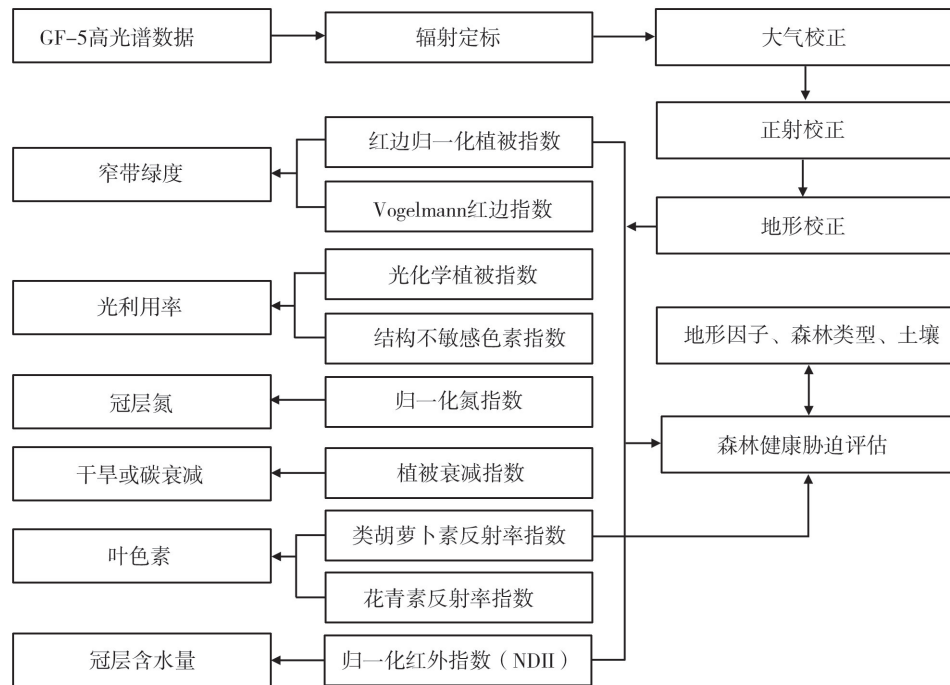 GF-5高光谱数据
辐射定标
大气校正
正射校正
红边归一化植被指数
窄带绿度
Vogelmann红边指数
地形校正
光化学植被指数
光利用率
结构不敏感色素指数
地形因子、森林类型、土壤
冠层氮
归一化氮指数
森林健康胁迫评估
干旱或碳衰减
植被衰减指数
类胡萝卜素反射率指数
叶色素
花青素反射率指数
冠层含水量
归一化红外指数（NDII）